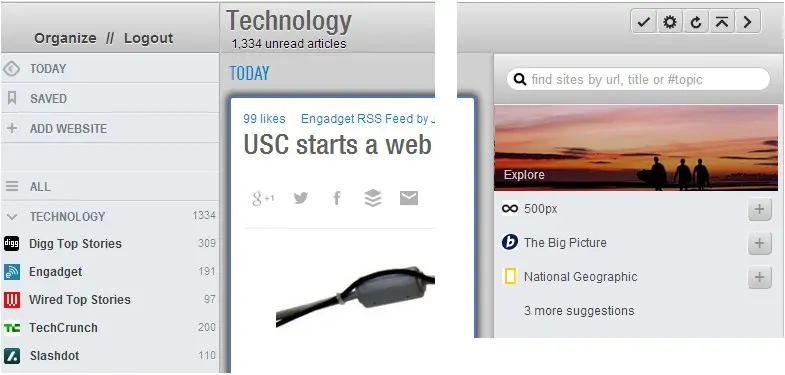 Organize // Logout
TODAY
SAVED
ADD WEBSITE
ALL
TECHNOLOGY 1334
digg Digg Top Stories 309
Engadget 191
Wired Top Stories 97
TechCrunch 200
Slashdot 110
Technology
1,334 unread articles
TODAY
99 likes Engadget RSS Feed by J
USC starts a web
g+1
find sites by url, title or #topic
Explore
500px +
b The Big Picture +
National Geographic +
3 more suggestions